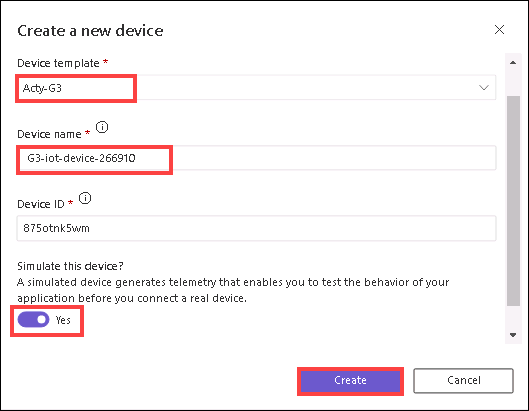 Create a new device
Device template *
Acty-G3
Device name *
G3-iot-device-266910
Device ID *
875otnk5wm
Simulate this device?
A simulated device generates telemetry that enables you to test the behavior of your
application before you connect a real device.
Yes
Create
Cancel